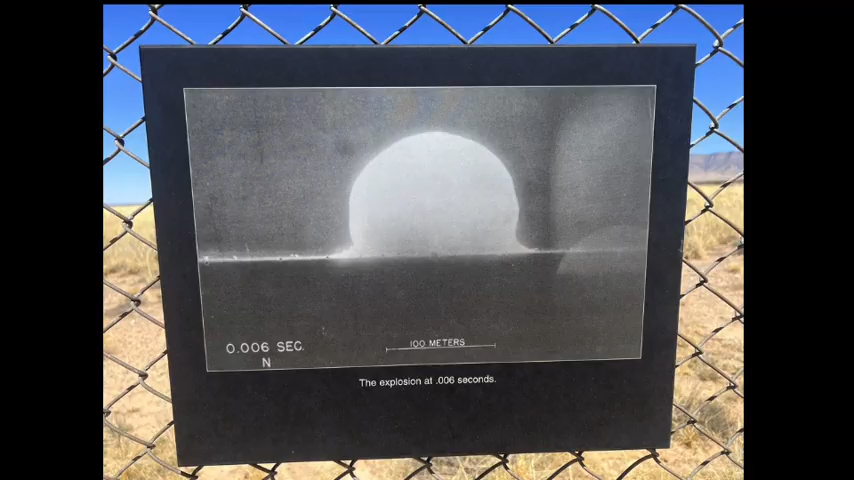 0.006 SEC.
N
100 METERS
The explosion at .006 seconds.